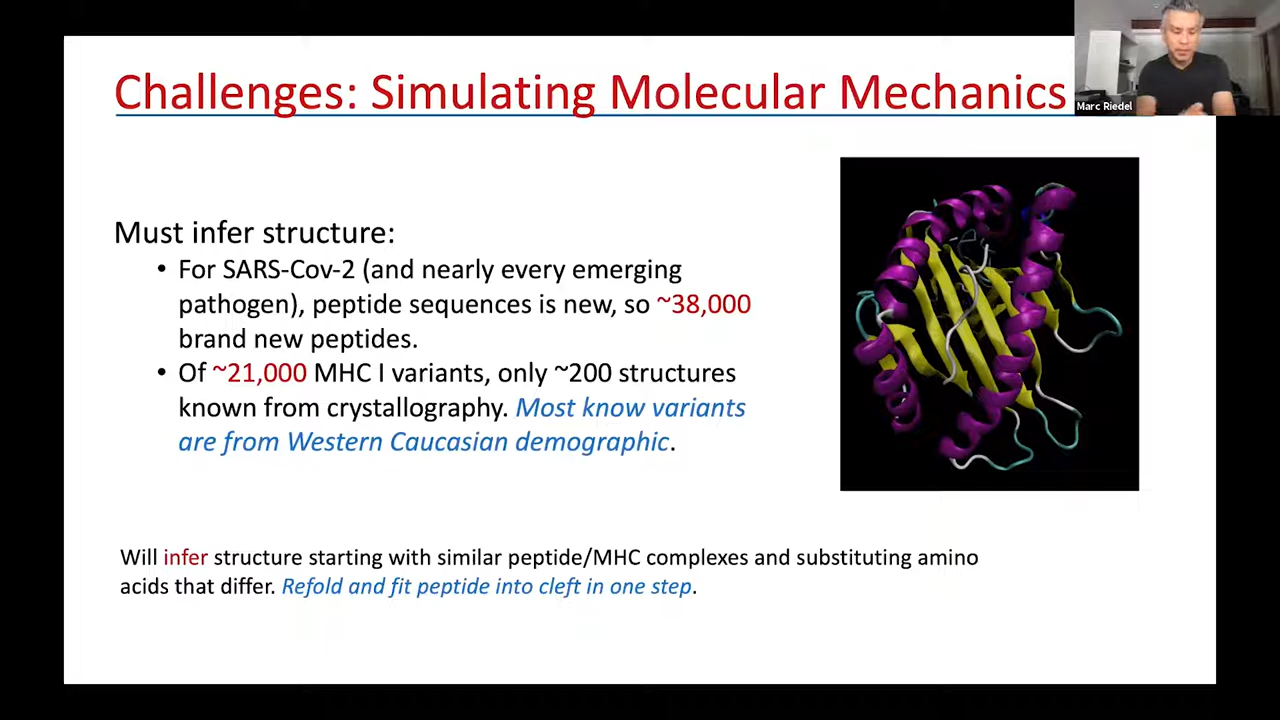 Challenges: Simulating Molecular Mechanics
Marc Riedel
Must infer structure:
• For SARS-Cov-2 (and nearly every emerging
pathogen), peptide sequences is new, so ~38,000
brand new peptides.
• Of ~21,000 MHC I variants, only ~200 structures
known from crystallography. Most know variants
are from Western Caucasian demographic.
Will infer structure starting with similar peptide/MHC complexes and substituting amino
acids that differ. Refold and fit peptide into cleft in one step.